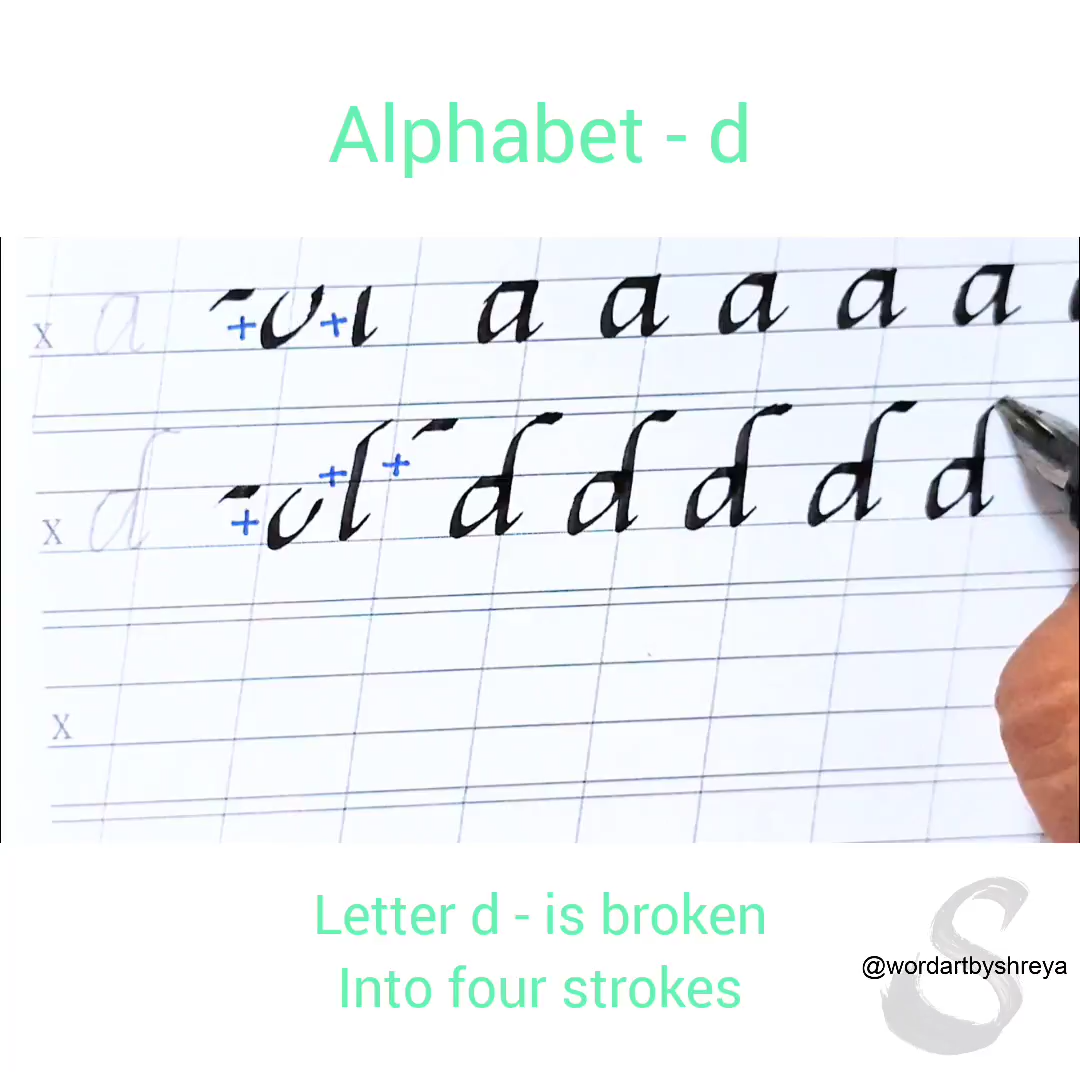 Alphabet - d
x a - + u + l a a a a a
x d - + u + l + - d d d d d
x
Letter d - is broken
Into four strokes
@wordartbyshreya